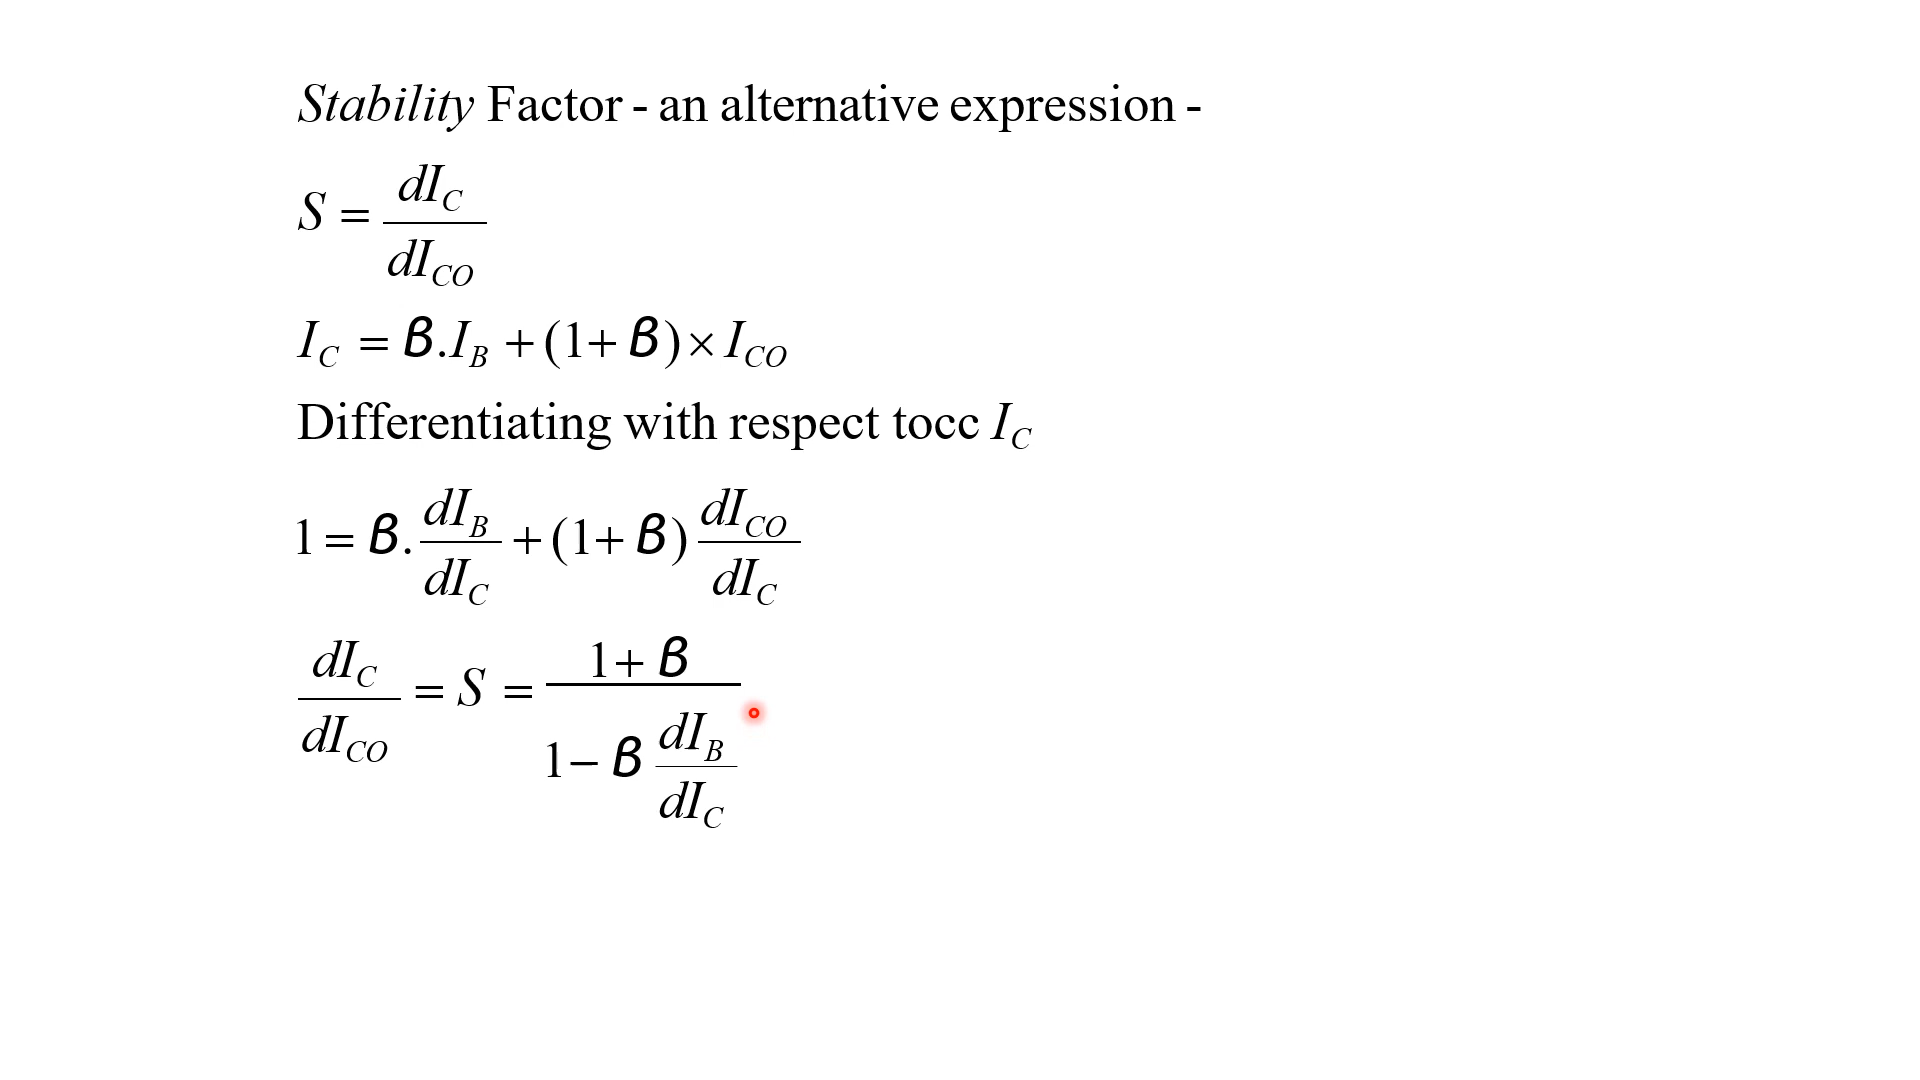 Stability Factor - an alternative expression -
S = dI_C / dI_CO
I_C = β.I_B + (1+ β) × I_CO
Differentiating with respect tocc I_C
1 = β. dI_B / dI_C + (1+ β) dI_CO / dI_C
dI_C / dI_CO = S = (1+ β) / (1− β dI_B / dI_C)